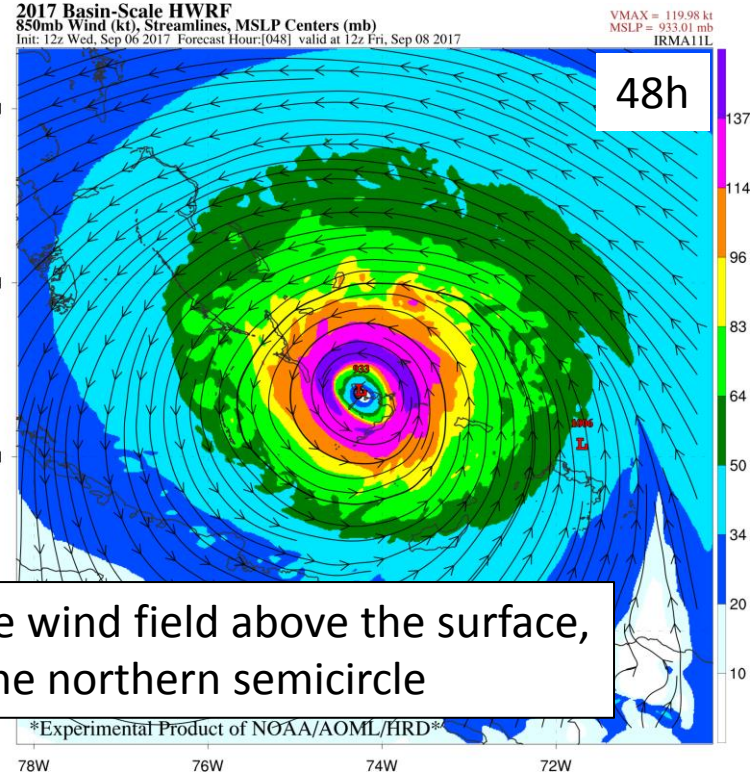 2017 Basin-Scale HWRF
850mb Wind (kt), Streamlines, MSLP Centers (mb)
Init: 12z Wed, Sep 06 2017 Forecast Hour:[048] valid at 12z Fri, Sep 08 2017
VMAX = 119.98 kt
MSLP = 933.01 mb
IRMA11L
48h
137
114
96
83
64
50
34
20
10
933
L
e wind field above the surface,
ne northern semicircle
*Experimental Product of NOAA/AOML/HRD*
78W
76W
74W
72W